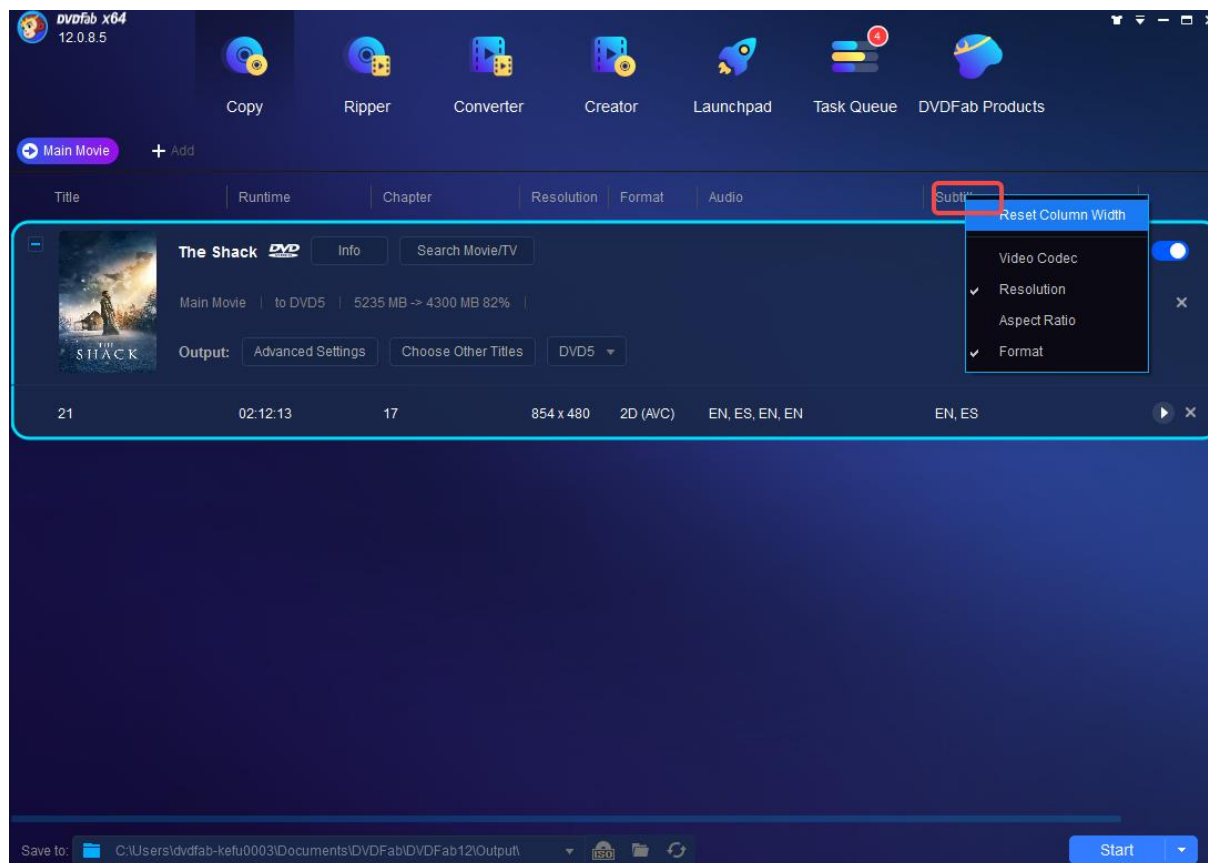 DVDFab x64
12.0.8.5
4
Copy Ripper Converter Creator Launchpad Task Queue DVDFab Products
Main Movie + Add
Title Runtime Chapter Resolution Format Audio
Reset Column Width
The Shack DVD Info Search Movie/TV
Video Codec
Main Movie | to DVD5 | 5235 MB -> 4300 MB 82% |
Resolution
Aspect Ratio
THE
SHACK
Output: Advanced Settings Choose Other Titles DVD5
Format
21 02:12:13 17 854 x 480 2D (AVC) EN, ES, EN, EN EN, ES
Save to: C:\Users\dvdfab-kefu0003\Documents\DVDFab\DVDFab12\Output\ ISO Start